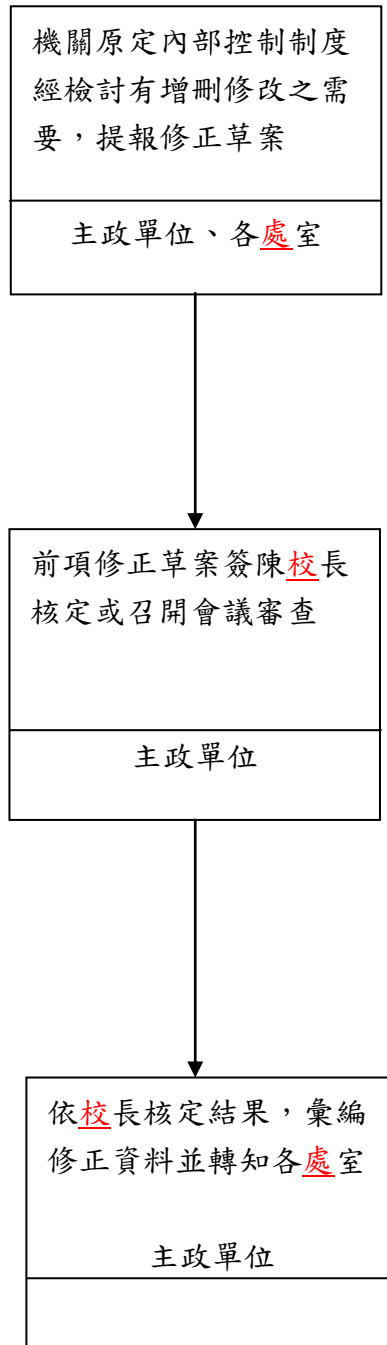 機關原定內部控制制度
經檢討有增刪修改之需
要，提報修正草案
主政單位、各處室
前項修正草案簽陳校長
核定或召開會議審查
主政單位
依校長核定結果，彙編
修正資料並轉知各處室
主政單位